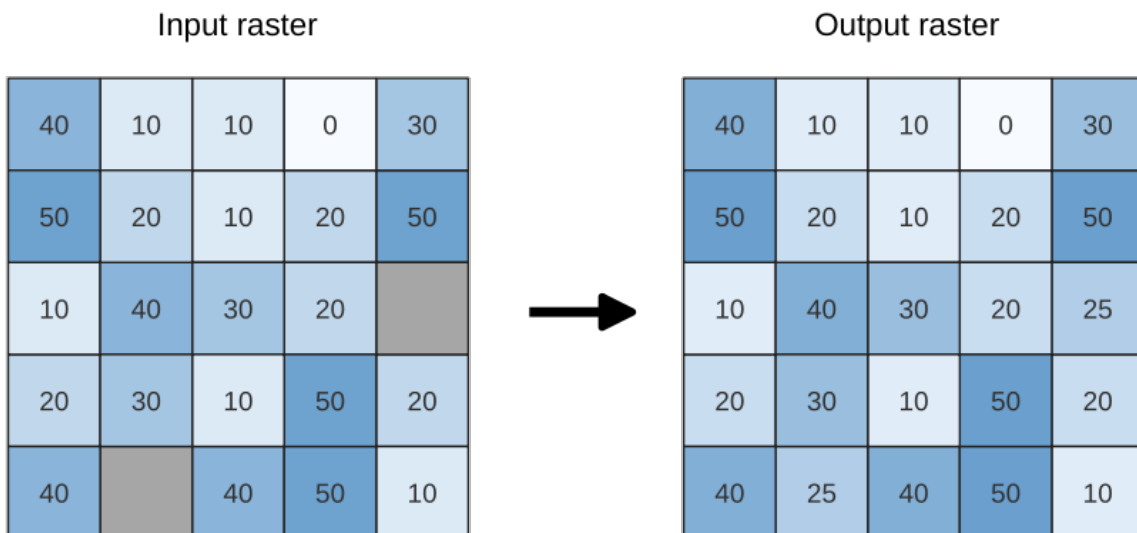 Input raster Output raster
40 10 10 0 30 40 10 10 0 30
50 20 10 20 50 50 20 10 20 50
10 40 30 20 10 40 30 20 25
20 30 10 50 20 20 30 10 50 20
40 40 50 10 40 25 40 50 10